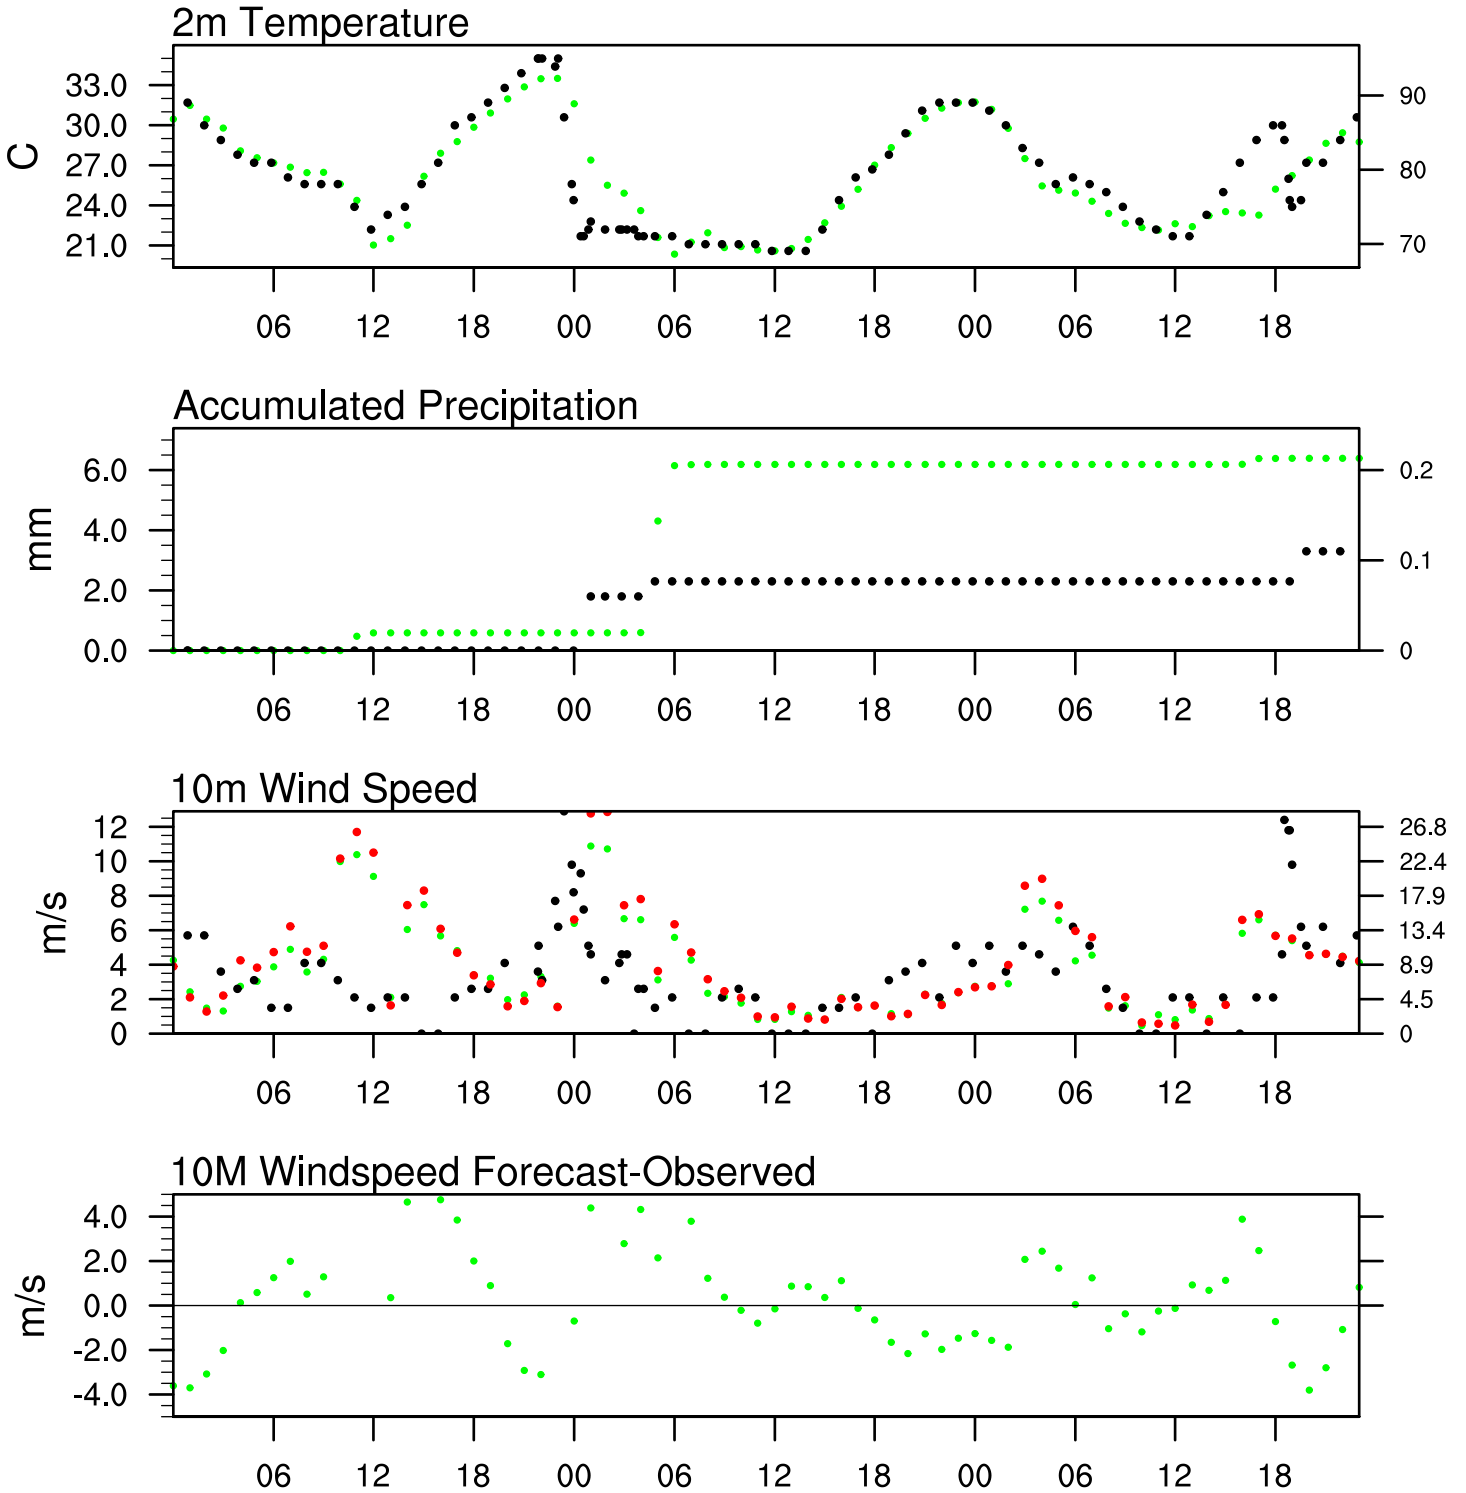 2m Temperature
C
33.0
30.0
27.0
24.0
21.0
90
80
70
06 12 18 00 06 12 18 00 06 12 18
Accumulated Precipitation
mm
6.0
4.0
2.0
0.0
0.2
0.1
0
06 12 18 00 06 12 18 00 06 12 18
10m Wind Speed
m/s
12
10
8
6
4
2
0
26.8
22.4
17.9
13.4
8.9
4.5
0
06 12 18 00 06 12 18 00 06 12 18
10M Windspeed Forecast-Observed
m/s
4.0
2.0
0.0
-2.0
-4.0
06 12 18 00 06 12 18 00 06 12 18